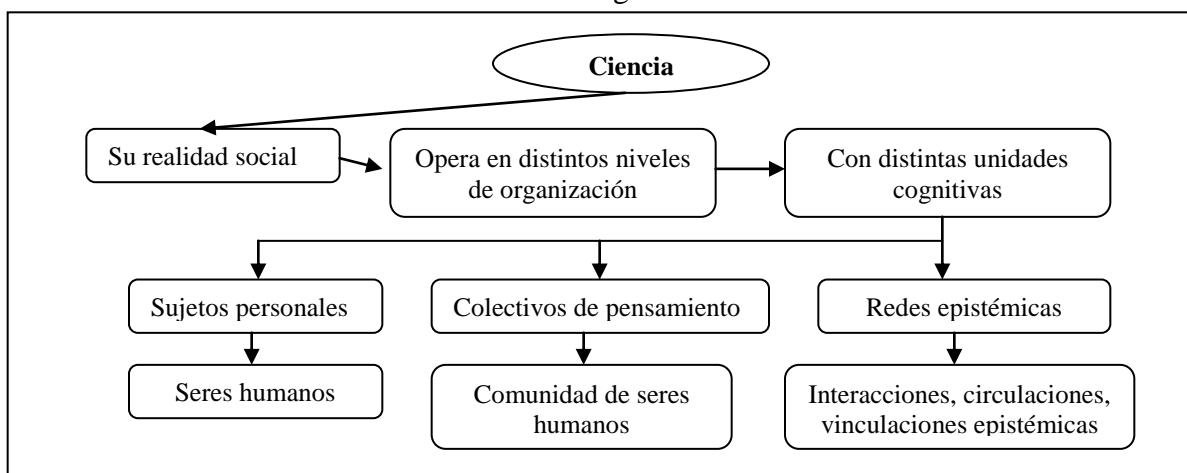 Ciencia
Su realidad social
Opera en distintos niveles
de organización
Con distintas unidades
cognitivas
Sujetos personales
Colectivos de pensamiento
Redes epistémicas
Seres humanos
Comunidad de seres
humanos
Interacciones, circulaciones,
vinculaciones epistémicas